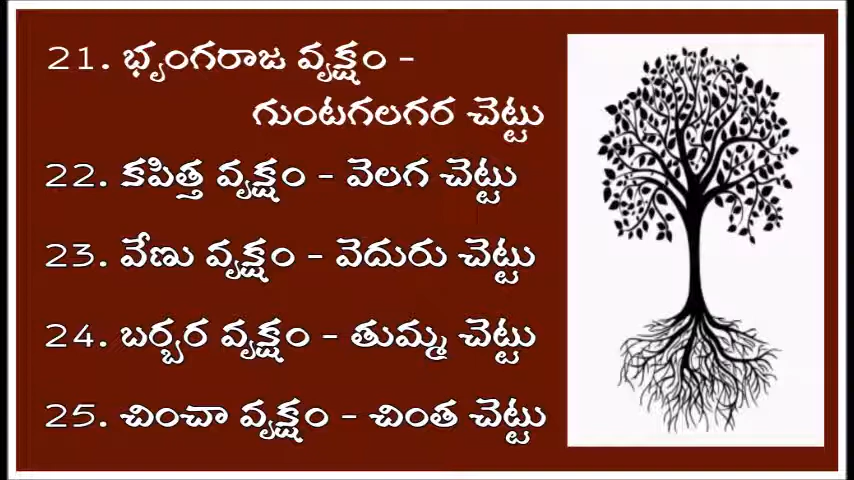 21. భృంగరాజ వృక్షం -
గుంటగలగర చెట్టు
22. కపిత్త వృక్షం - వెలగ చెట్టు
23. వేణు వృక్షం - వెదురు చెట్టు
24. బర్బర వృక్షం - తుమ్మ చెట్టు
25. చించా వృక్షం - చింత చెట్టు